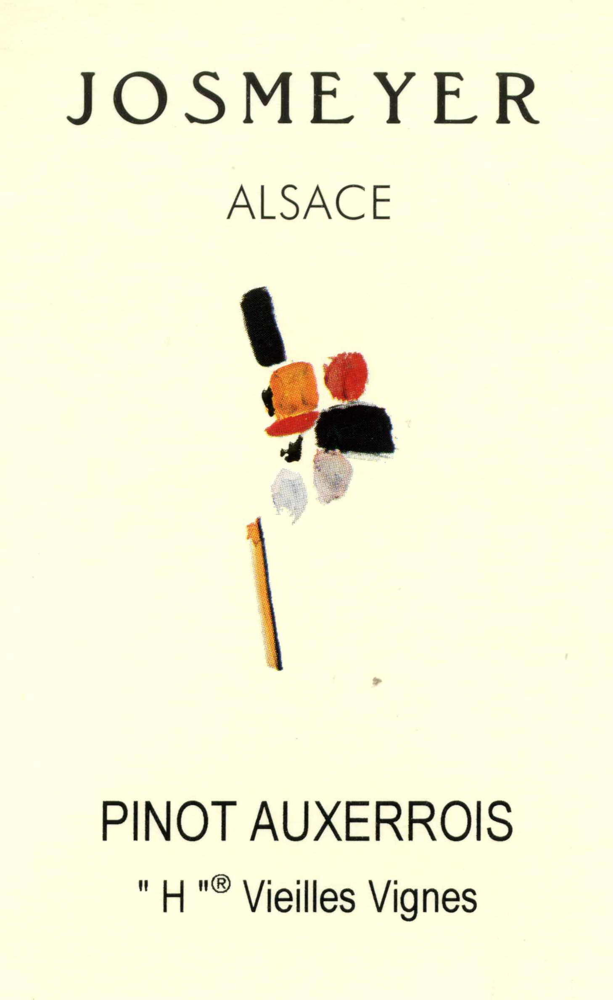 JOSMEYER
ALSACE
PINOT AUXERROIS
" H "® Vieilles Vignes